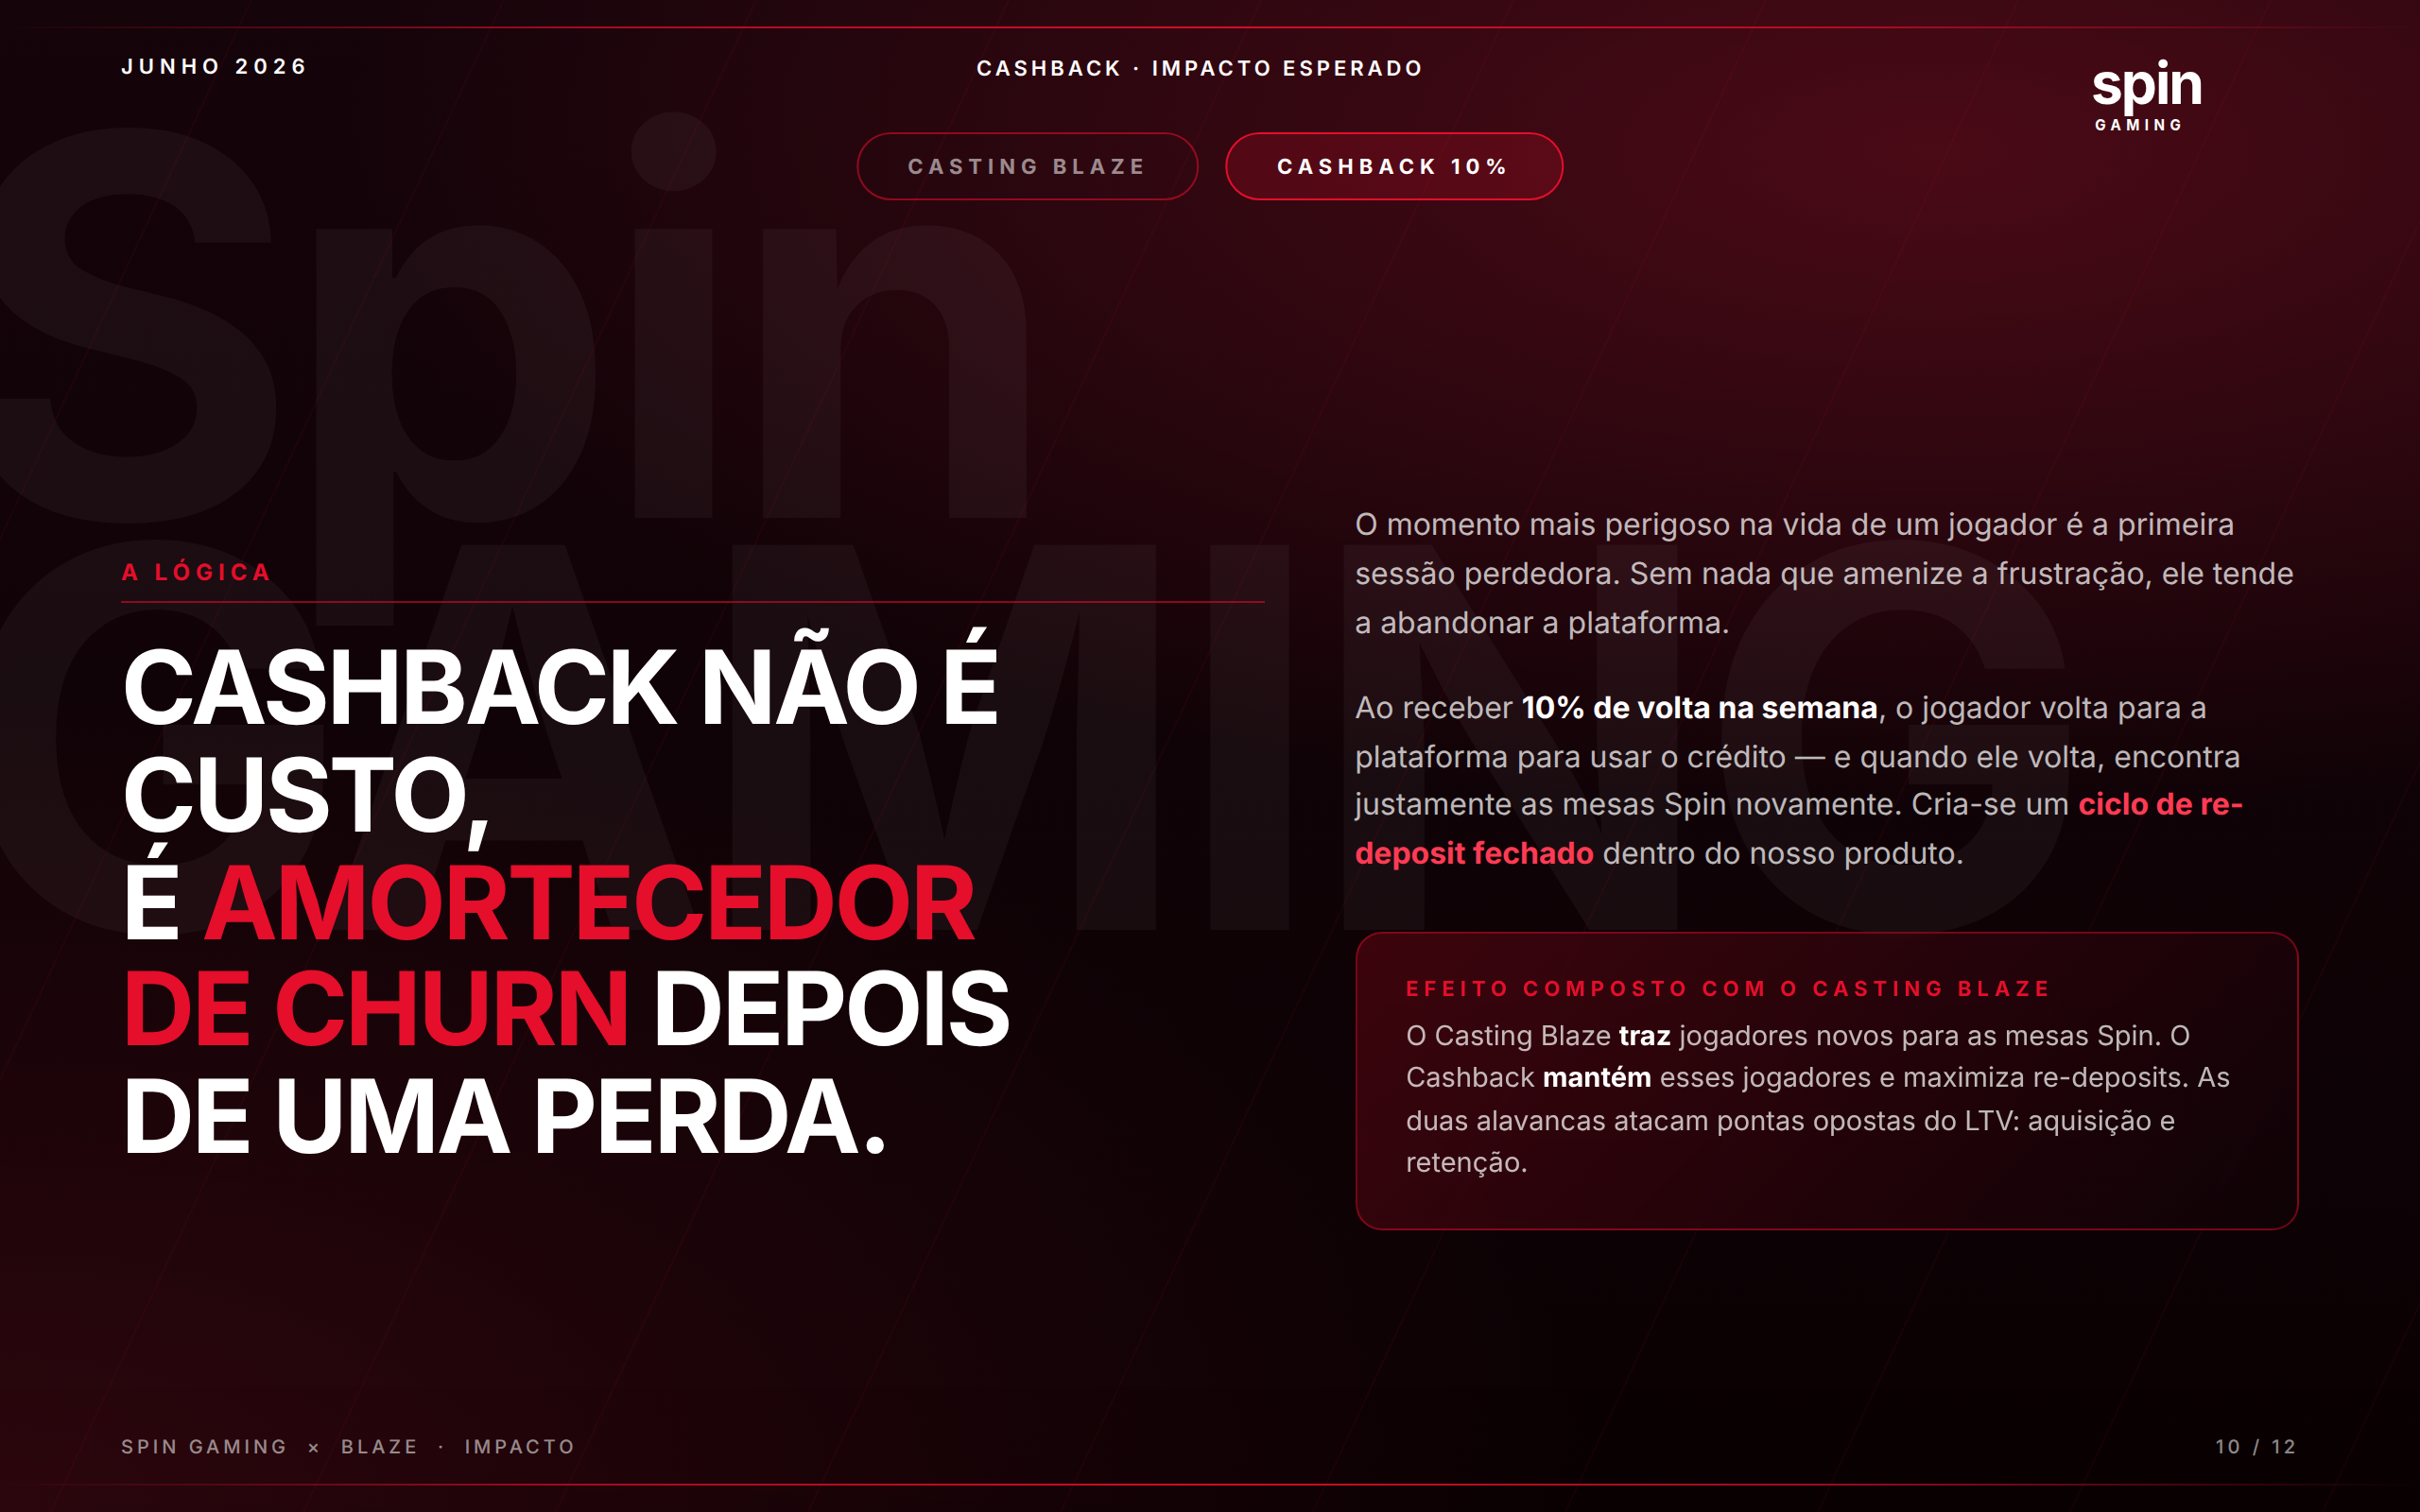 JUNHO 2026
CASHBACK · IMPACTO ESPERADO
spin
GAMING
CASTING BLAZE
CASHBACK 10%
Spin
GAMING
A LÓGICA
CASHBACK NÃO É
CUSTO,
É AMORTECEDOR
DE CHURN DEPOIS
DE UMA PERDA.
O momento mais perigoso na vida de um jogador é a primeira
sessão perdedora. Sem nada que amenize a frustração, ele tende
a abandonar a plataforma.
Ao receber 10% de volta na semana, o jogador volta para a
plataforma para usar o crédito — e quando ele volta, encontra
justamente as mesas Spin novamente. Cria-se um ciclo de re-
deposit fechado dentro do nosso produto.
EFEITO COMPOSTO COM O CASTING BLAZE
O Casting Blaze traz jogadores novos para as mesas Spin. O
Cashback mantém esses jogadores e maximiza re-deposits. As
duas alavancas atacam pontas opostas do LTV: aquisição e
retenção.
SPIN GAMING × BLAZE · IMPACTO
10 / 12